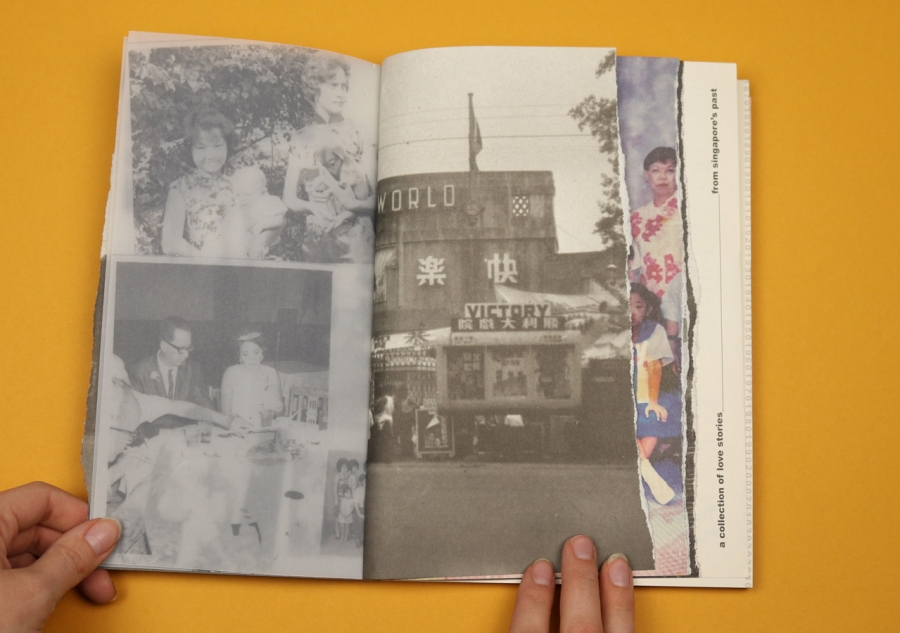 WORLD
快楽
VICTORY
勝利大戲院
a collection of love stories
from singapore's past